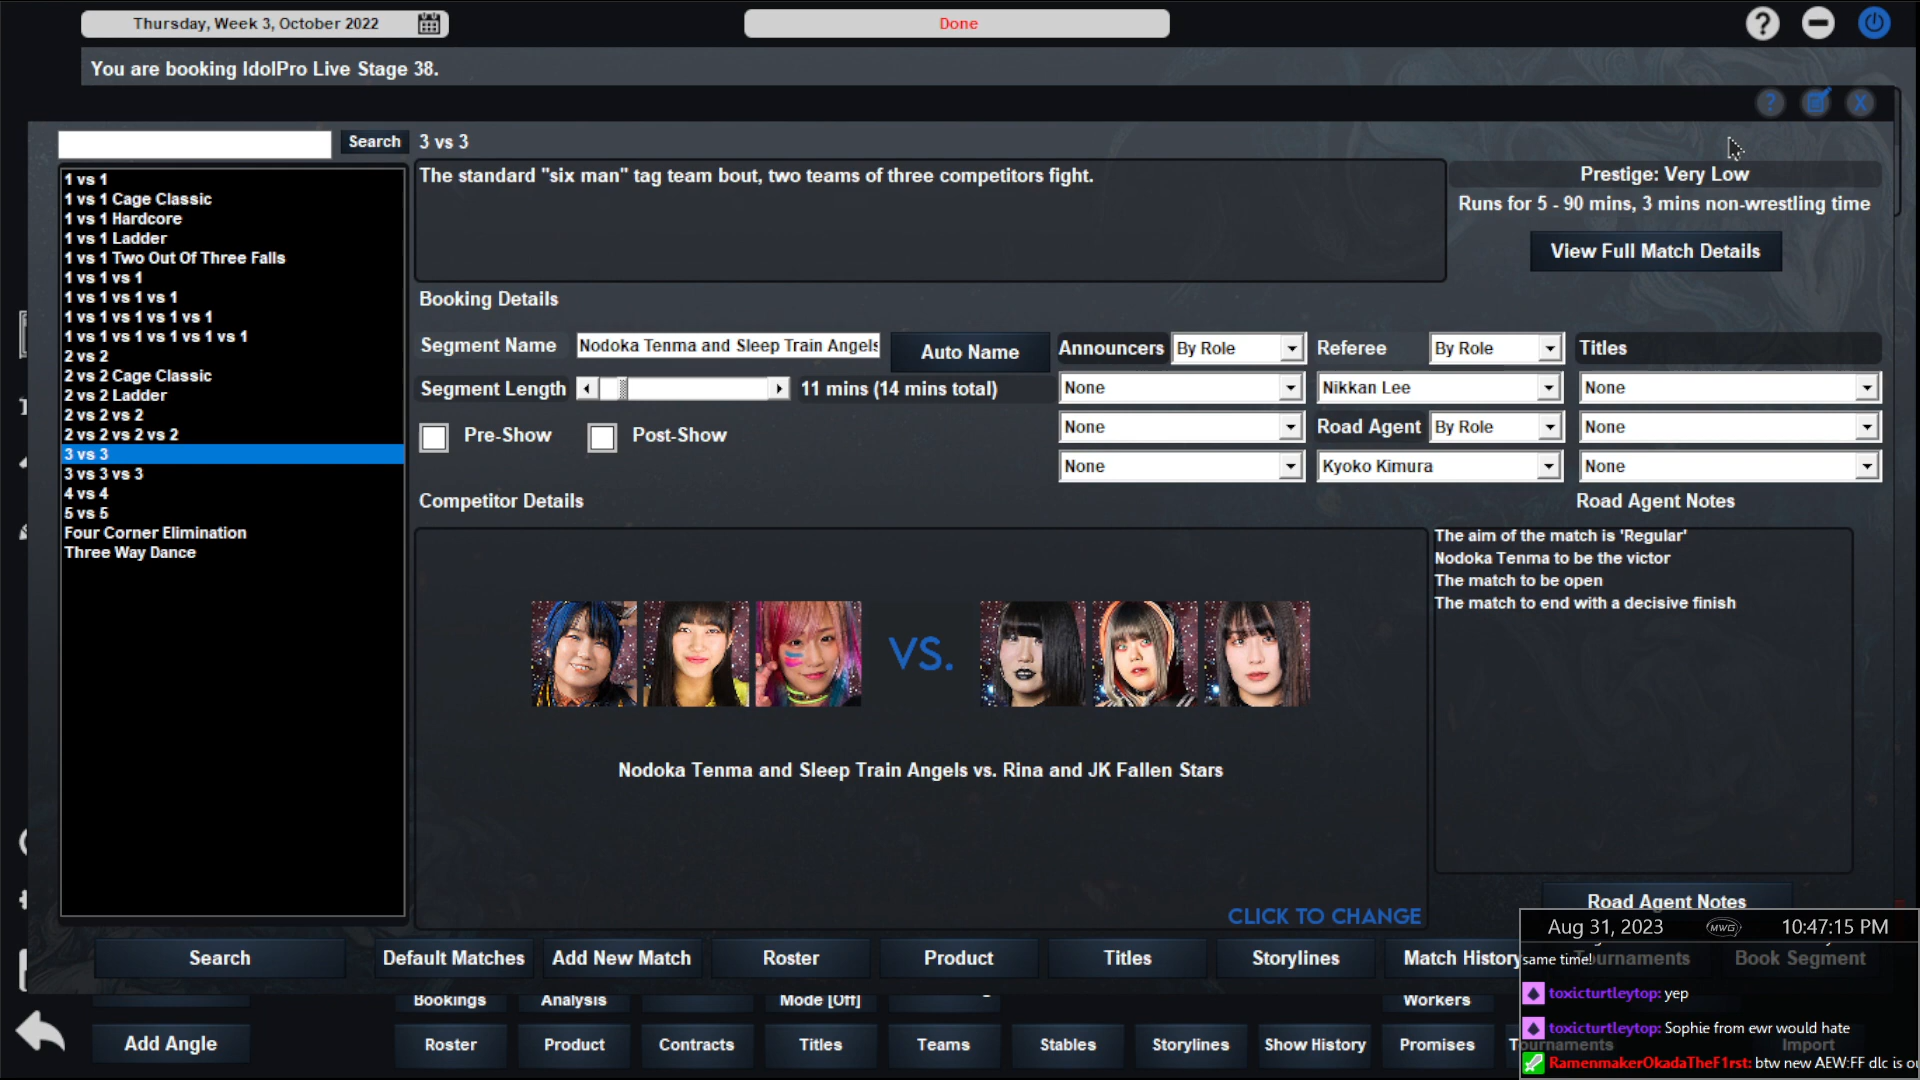 Thursday, Week 3, October 2022
Done
?
You are booking IdolPro Live Stage 38.
? X
Search
3 vs 3
The standard "six man" tag team bout, two teams of three competitors fight.
Prestige: Very Low
Runs for 5 - 90 mins, 3 mins non-wrestling time
View Full Match Details
1 vs 1
1 vs 1 Cage Classic
1 vs 1 Hardcore
1 vs 1 Ladder
1 vs 1 Two Out Of Three Falls
1 vs 1 vs 1
1 vs 1 vs 1 vs 1
1 vs 1 vs 1 vs 1 vs 1
1 vs 1 vs 1 vs 1 vs 1 vs 1
2 vs 2
2 vs 2 Cage Classic
2 vs 2 Ladder
2 vs 2 vs 2
2 vs 2 vs 2 vs 2
3 vs 3
3 vs 3 vs 3
4 vs 4
5 vs 5
Four Corner Elimination
Three Way Dance
Booking Details
Segment Name Nodoka Tenma and Sleep Train Angels Auto Name
Segment Length 11 mins (14 mins total)
Pre-Show Post-Show
Announcers By Role
None
None
None
Referee By Role
Nikkan Lee
Road Agent By Role
Kyoko Kimura
Titles
None
None
None
Competitor Details
VS.
Nodoka Tenma and Sleep Train Angels vs. Rina and JK Fallen Stars
CLICK TO CHANGE
Road Agent Notes
The aim of the match is 'Regular'
Nodoka Tenma to be the victor
The match to be open
The match to end with a decisive finish
Road Agent Notes
Search Default Matches Add New Match Roster Product Titles Storylines Match History Tournaments Book Segment
Bookings Analysis Mode [Off] Workers
Add Angle Roster Product Contracts Titles Teams Stables Storylines Show History Promises Tournaments Import
Aug 31, 2023 MWG 10:47:15 PM
same time!
toxicturtleytop: yep
toxicturtleytop: Sophie from ewr would hate
RamenmakerOkadaTheF1rst: btw new AEW:FF dlc is